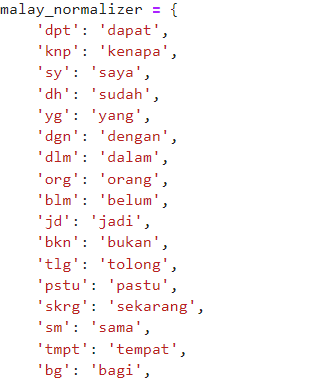 malay_normalizer = {
    'dpt': 'dapat',
    'knp': 'kenapa',
    'sy': 'saya',
    'dh': 'sudah',
    'yg': 'yang',
    'dgn': 'dengan',
    'dlm': 'dalam',
    'org': 'orang',
    'blm': 'belum',
    'jd': 'jadi',
    'bkn': 'bukan',
    'tlg': 'tolong',
    'pstu': 'pastu',
    'skrg': 'sekarang',
    'sm': 'sama',
    'tmpt': 'tempat',
    'bg': 'bagi',